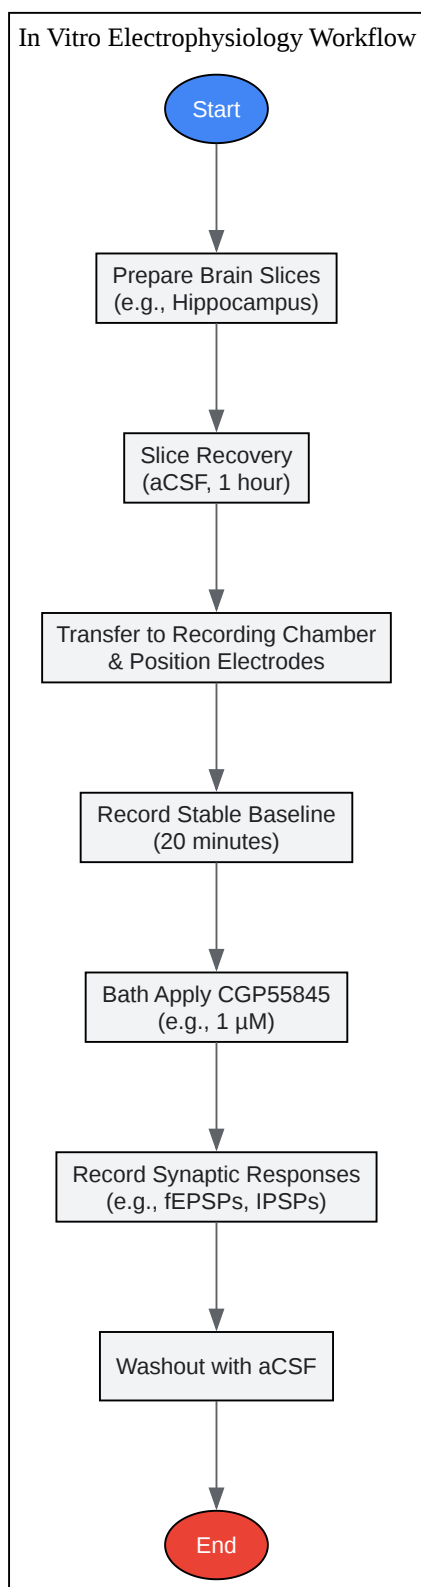 In Vitro Electrophysiology Workflow
Start
Prepare Brain Slices
(e.g., Hippocampus)
Slice Recovery
(aCSF, 1 hour)
Transfer to Recording Chamber
& Position Electrodes
Record Stable Baseline
(20 minutes)
Bath Apply CGP55845
(e.g., 1 µM)
Record Synaptic Responses
(e.g., fEPSPs, IPSPs)
Washout with aCSF
End